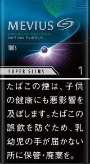 MEVIUS
SUPER SLIMS 1
たばこの煙は、子供
の健康にも悪影響を
及ぼします。たばこの
誤飲を防ぐため、乳
幼児の手が届かない
所に保管・廃棄を。